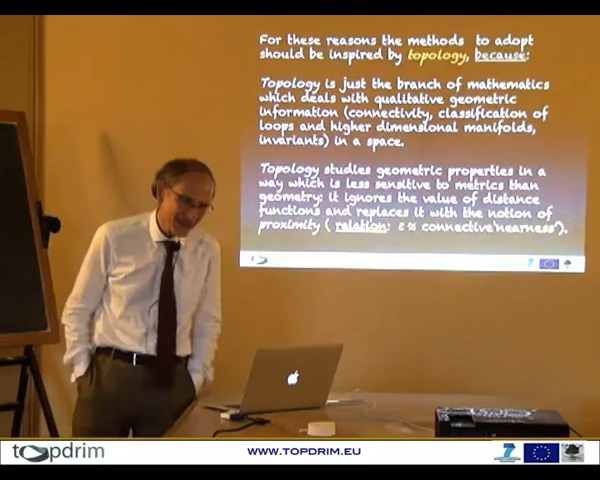 For these reasons the methods to adopt
should be inspired by topology, because:
Topology is just the branch of mathematics
which deals with qualitative geometric
information (connectivity, classification of
loops and higher dimensional manifolds,
invariants) in a space.
Topology studies geometric properties in a
way which is less sensitive to metrics than
geometry: it ignores the value of distance
functions and replaces it with the notion of
proximity ( relation: ε ≈ connective'nearness').
topdrim
WWW.TOPDRIM.EU